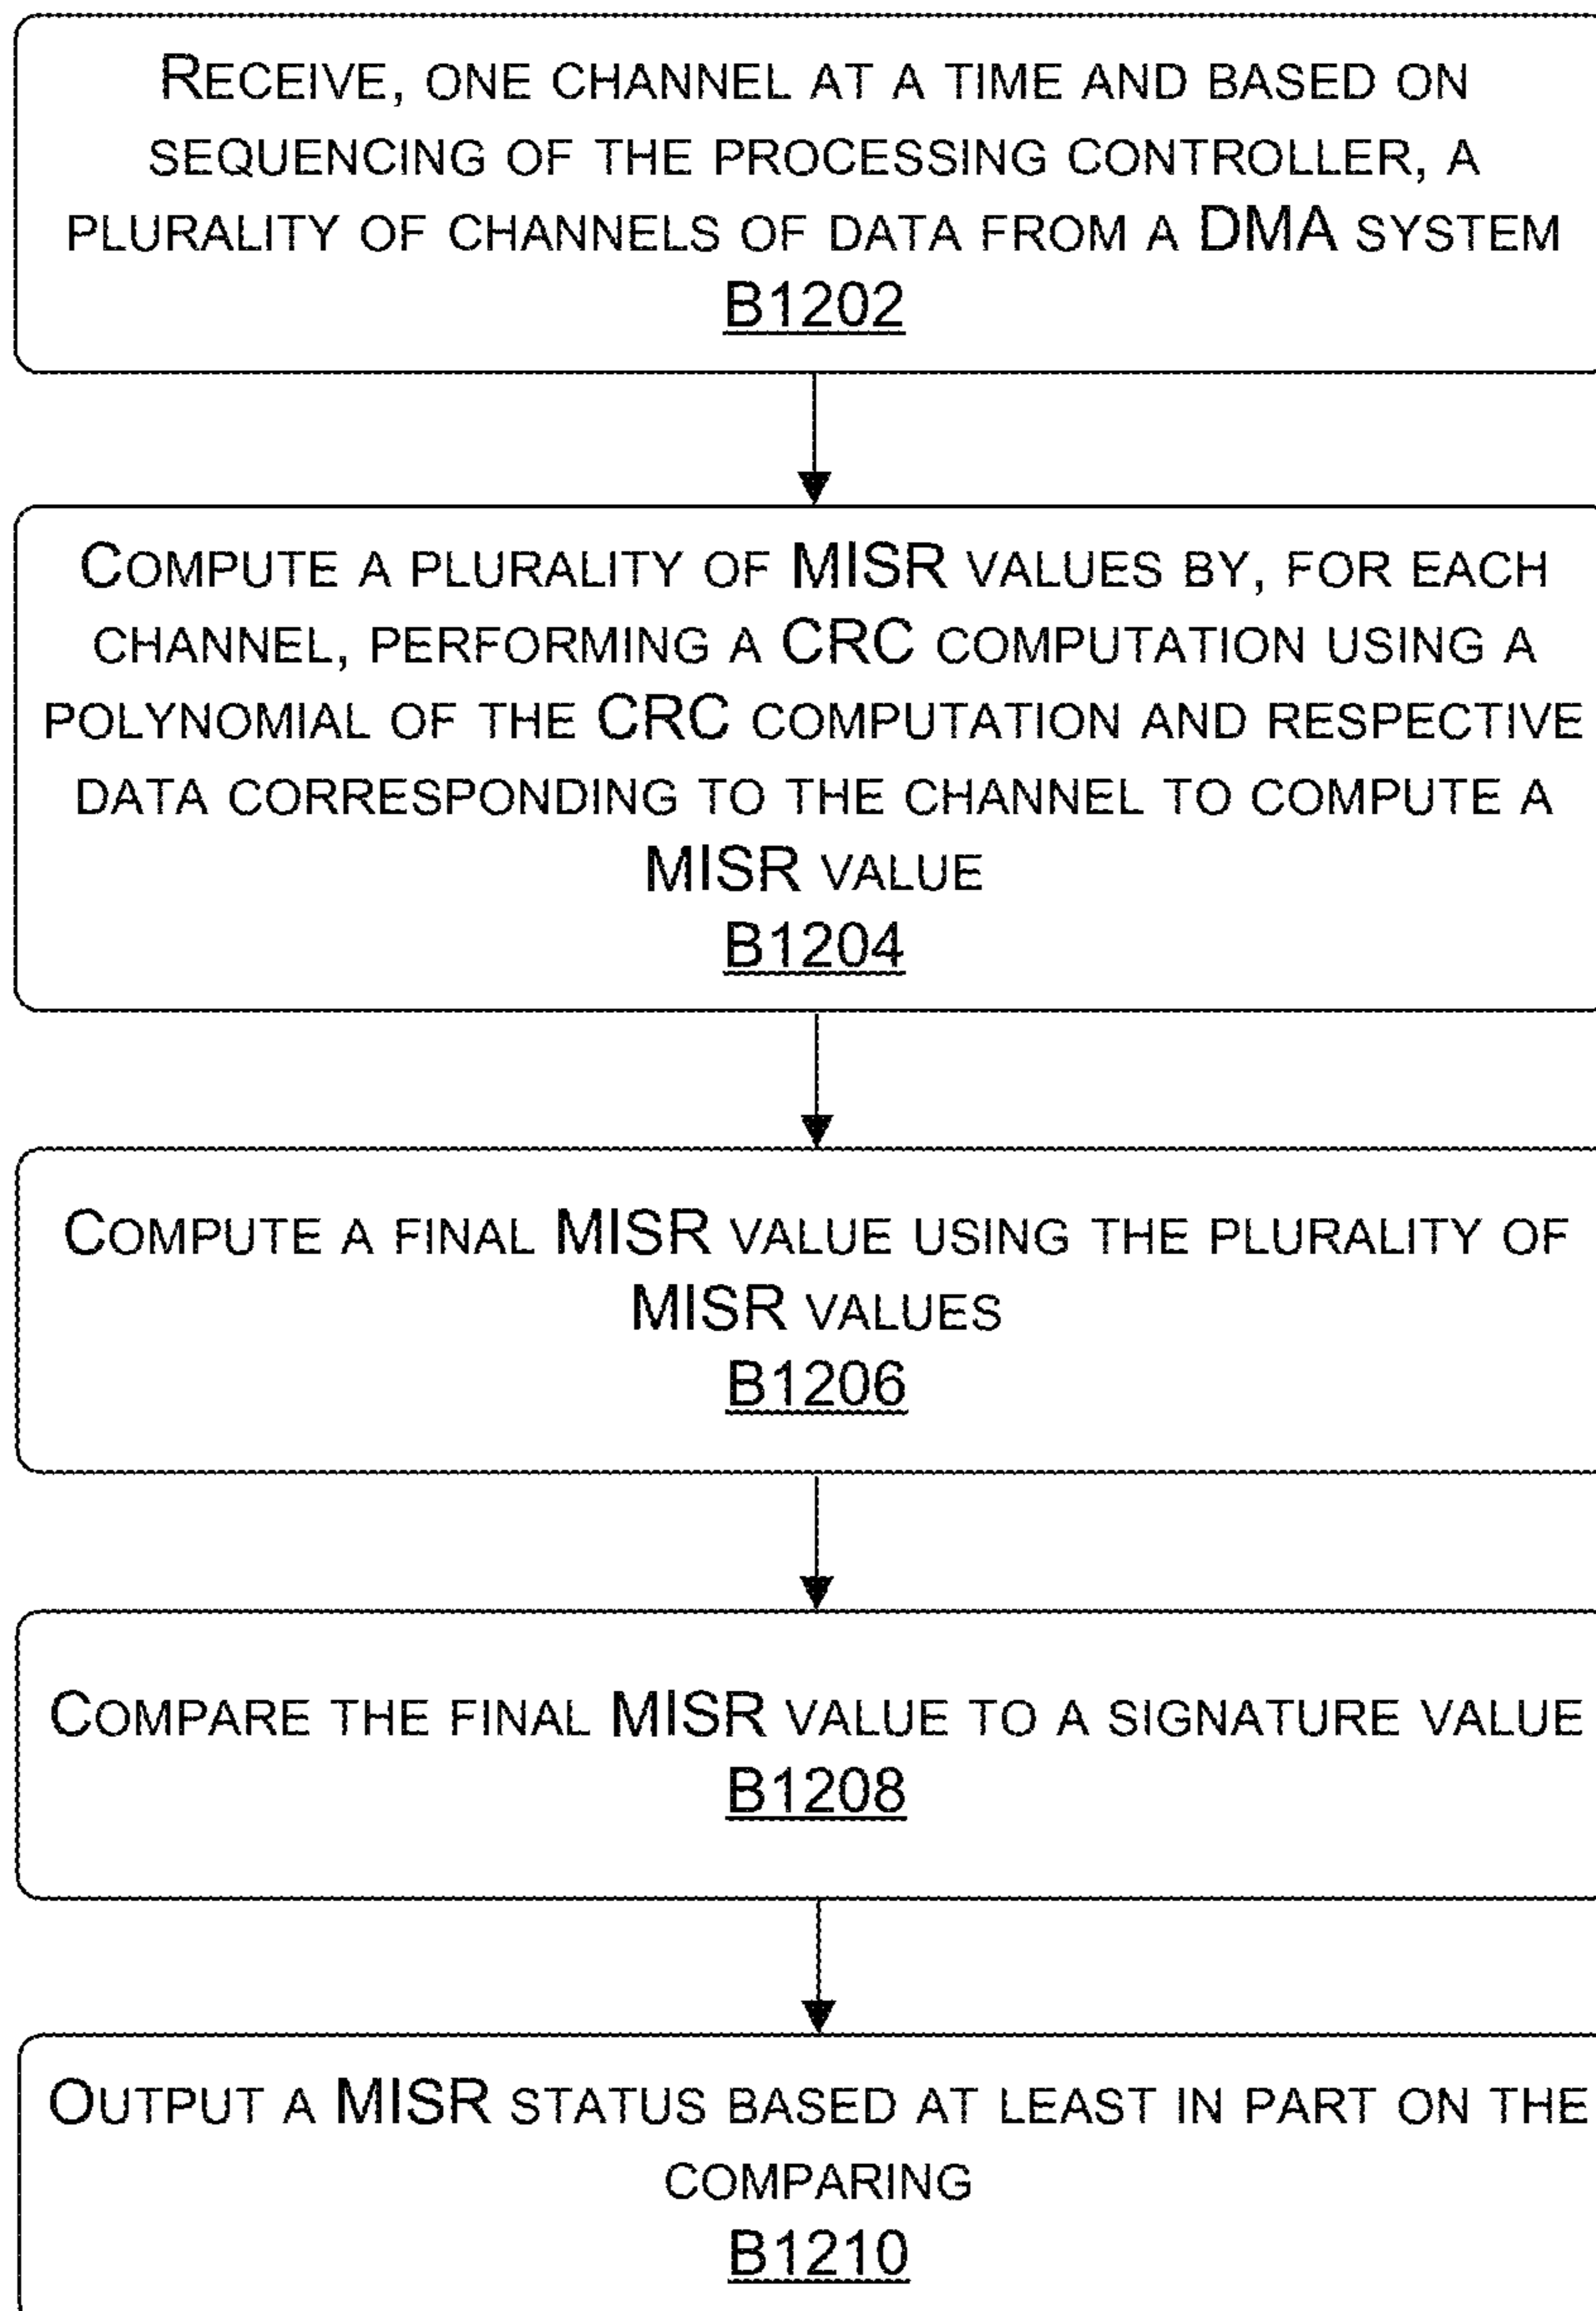 RECEIVE, ONE CHANNEL AT A TIME AND BASED ON
SEQUENCING OF THE PROCESSING CONTROLLER, A
PLURALITY OF CHANNELS OF DATA FROM A DMA SYSTEM
B1202
COMPUTE A PLURALITY OF MISR VALUES BY, FOR EACH
CHANNEL, PERFORMING A CRC COMPUTATION USING A
POLYNOMIAL OF THE CRC COMPUTATION AND RESPECTIVE
DATA CORRESPONDING TO THE CHANNEL TO COMPUTE A
MISR VALUE
B1204
COMPUTE A FINAL MISR VALUE USING THE PLURALITY OF
MISR VALUES
B1206
COMPARE THE FINAL MISR VALUE TO A SIGNATURE VALUE
B1208
OUTPUT A MISR STATUS BASED AT LEAST IN PART ON THE
COMPARING
B1210